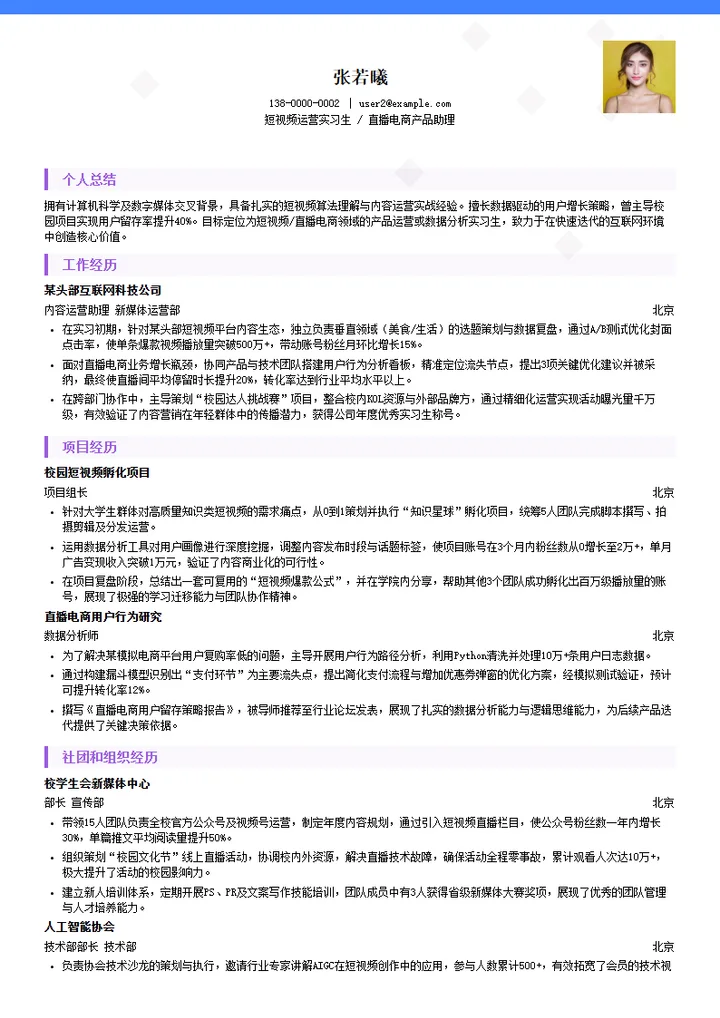 张若曦
138-0000-0002 | user2@example.com
短视频运营实习生 / 直播电商产品助理
个人总结
拥有计算机科学及数字媒体交叉背景，具备扎实的短视频算法理解与内容运营实战经验。擅长数据驱动的用户增长策略，曾主导校
园项目实现用户留存率提升40%。目标定位为短视频/直播电商领域的产品运营或数据分析实习生，致力于在快速迭代的互联网环境
中创造核心价值。
工作经历
某头部互联网科技公司
内容运营助理 新媒体运营部 北京
• 在实习初期，针对某头部短视频平台内容生态，独立负责垂直领域（美食/生活）的选题策划与数据复盘，通过A/B测试优化封面
点击率，使单条爆款视频播放量突破500万+，带动账号粉丝月环比增长15%。
• 面对直播电商业务增长瓶颈，协同产品与技术团队搭建用户行为分析看板，精准定位流失节点，提出3项关键优化建议并被采
纳，最终使直播间平均停留时长提升20%，转化率达到行业平均水平以上。
• 在跨部门协作中，主导策划“校园达人挑战赛”项目，整合校内KOL资源与外部品牌方，通过精细化运营实现活动曝光量千万
级，有效验证了内容营销在年轻群体中的传播潜力，获得公司年度优秀实习生称号。
项目经历
校园短视频孵化项目
项目组长 北京
• 针对大学生群体对高质量知识类短视频的需求痛点，从0到1策划并执行“知识星球”孵化项目，统筹5人团队完成脚本撰写、拍
摄剪辑及分发运营。
• 运用数据分析工具对用户画像进行深度挖掘，调整内容发布时段与话题标签，使项目账号在3个月内粉丝数从0增长至2万+，单月
广告变现收入突破1万元，验证了内容商业化的可行性。
• 在项目复盘阶段，总结出一套可复用的“短视频爆款公式”，并在学院内分享，帮助其他3个团队成功孵化出百万级播放量的账
号，展现了极强的学习迁移能力与团队协作精神。
直播电商用户行为研究
数据分析师 北京
• 为了解决某模拟电商平台用户复购率低的问题，主导开展用户行为路径分析，利用Python清洗并处理10万+条用户日志数据。
• 通过构建漏斗模型识别出“支付环节”为主要流失点，提出简化支付流程与增加优惠券弹窗的优化方案，经模拟测试验证，预计
可提升转化率12%。
• 撰写《直播电商用户留存策略报告》，被导师推荐至行业论坛发表，展现了扎实的数据分析能力与逻辑思维能力，为后续产品迭
代提供了关键决策依据。
社团和组织经历
校学生会新媒体中心
部长 宣传部 北京
• 带领15人团队负责全校官方公众号及视频号运营，制定年度内容规划，通过引入短视频直播栏目，使公众号粉丝数一年内增长
30%，单篇推文平均阅读量提升50%。
• 组织策划“校园文化节”线上直播活动，协调校内外资源，解决直播技术故障，确保活动全程零事故，累计观看人次达10万+，
极大提升了活动的校园影响力。
• 建立新人培训体系，定期开展PS、PR及文案写作技能培训，团队成员中有3人获得省级新媒体大赛奖项，展现了优秀的团队管理
与人才培养能力。
人工智能协会
技术部部长 技术部 北京
• 负责协会技术沙龙的策划与执行，邀请行业专家讲解AIGC在短视频创作中的应用，参与人数累计500+，有效拓宽了会员的技术视